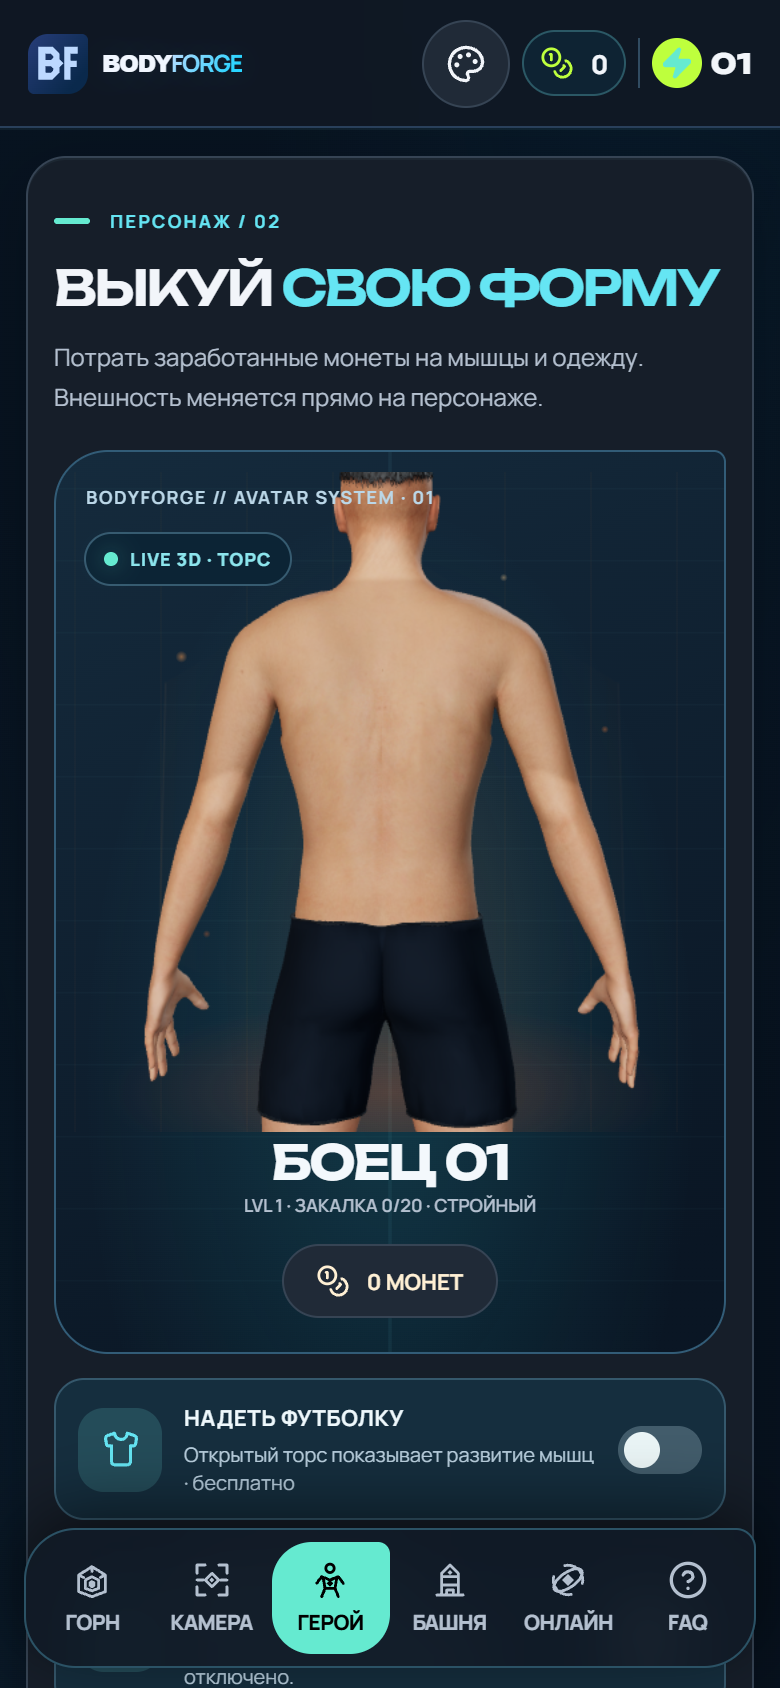 BF BODYFORGE
0
01
ПЕРСОНАЖ / 02
ВЫКУЙ СВОЮ ФОРМУ
Потрать заработанные монеты на мышцы и одежду.
Внешность меняется прямо на персонаже.
BODYFORGE // AVATAR SYSTEM · 01
LIVE 3D · ТОРС
БОЕЦ 01
LVL 1 · ЗАКАЛКА 0/20 · СТРОЙНЫЙ
0 МОНЕТ
НАДЕТЬ ФУТБОЛКУ
Открытый торс показывает развитие мышц
· бесплатно
ГОРН
КАМЕРА
ГЕРОЙ
БАШНЯ
ОНЛАЙН
FAQ
отключено.